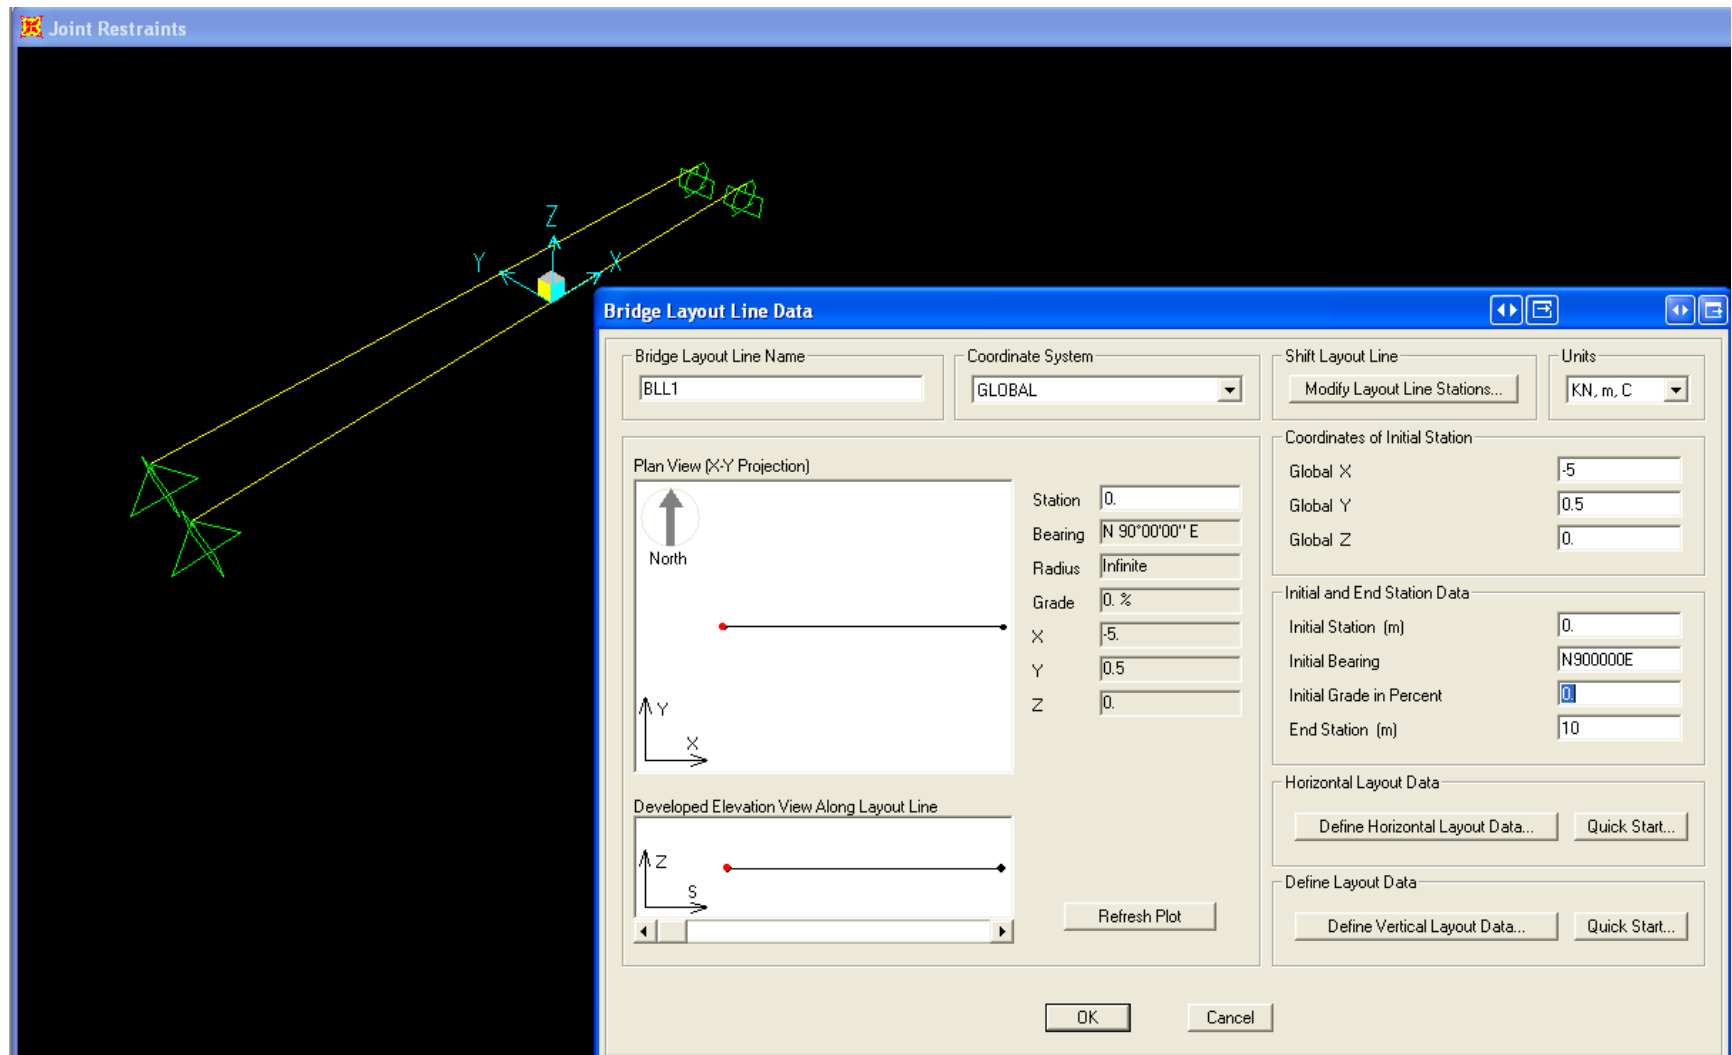 Joint Restraints
Z
Y
X
Bridge Layout Line Data
Bridge Layout Line Name
BLL1
Coordinate System
GLOBAL
Shift Layout Line
Modify Layout Line Stations...
Units
KN, m, C
Plan View (X-Y Projection)
North
Y
X
Station 0.
Bearing N 90°00'00" E
Radius Infinite
Grade 0. %
X -5.
Y 0.5
Z 0.
Coordinates of Initial Station
Global X -5
Global Y 0.5
Global Z 0.
Initial and End Station Data
Initial Station (m) 0.
Initial Bearing N900000E
Initial Grade in Percent 0.
End Station (m) 10
Developed Elevation View Along Layout Line
Z
S
Refresh Plot
Horizontal Layout Data
Define Horizontal Layout Data... Quick Start...
Define Layout Data
Define Vertical Layout Data... Quick Start...
OK Cancel